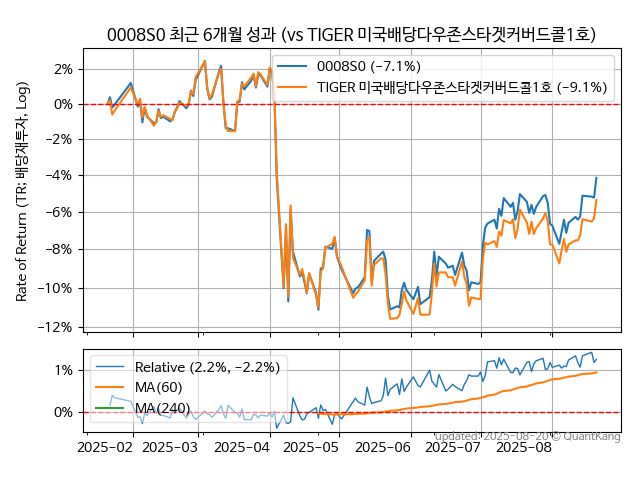 0008S0 최근 6개월 성과 (vs TIGER 미국배당다우존스타겟커버드콜1호)
0008S0 (−7.1%)
TIGER 미국배당다우존스타겟커버드콜1호 (−9.1%)
Rate of Return (TR; 배당재투자, Log)
2%
0%
−2%
−4%
−6%
−8%
−10%
−12%
Relative (2.2%, −2.2%)
MA(60)
MA(240)
1%
0%
updated: 2025-08-20 © QuantKang
2025-02 2025-03 2025-04 2025-05 2025-06 2025-07 2025-08